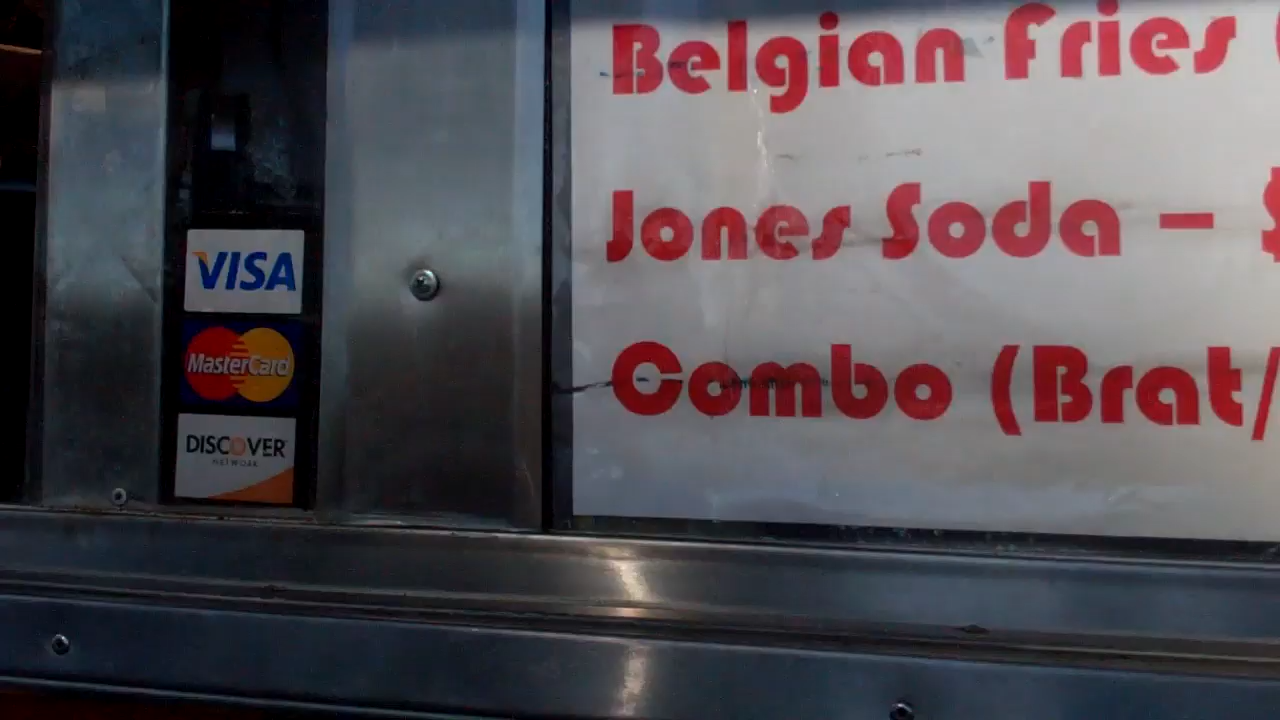 VISA
MasterCard
DISCOVER
NETWORK
Belgian Fries
Jones Soda – $
Combo (Brat/